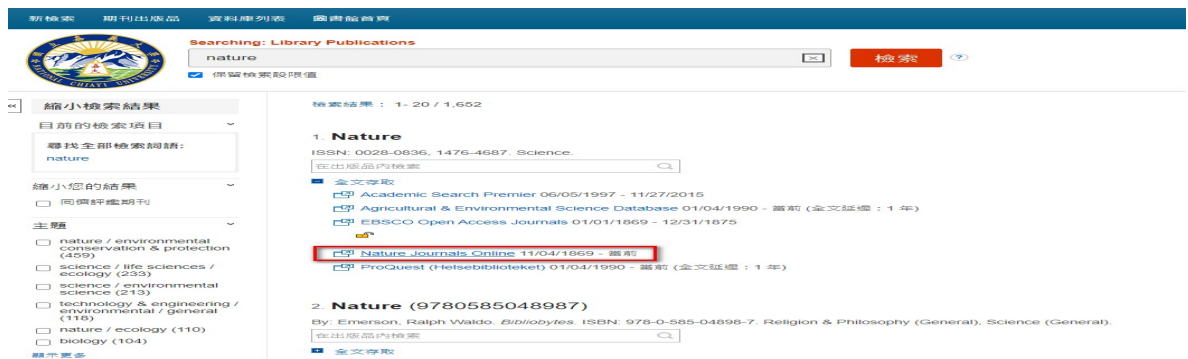 新檢索 期刊出版品 資料庫列表 圖書館首頁
Searching: Library Publications
nature
檢索
保留檢索設限值
NATIONAL CHIAYI UNIVERSITY
縮小檢索結果
目前的檢索項目
尋找全部檢索詞語:
nature
縮小您的結果
同儕評鑑期刊
主題
nature / environmental
conservation & protection
(459)
science / life sciences /
ecology (233)
science / environmental
science (213)
technology & engineering /
environmental / general
(118)
nature / ecology (110)
biology (104)
顯示更多
檢索結果: 1- 20 / 1,652
1. Nature
ISSN: 0028-0836, 1476-4687. Science.
在出版品內檢索
全文存取
Academic Search Premier 06/05/1997 - 11/27/2015
Agricultural & Environmental Science Database 01/04/1990 - 當前 (全文延遲:1 年)
EBSCO Open Access Journals 01/01/1869 - 12/31/1875
Nature Journals Online 11/04/1869 - 當前
ProQuest (Helsebiblioteket) 01/04/1990 - 當前 (全文延遲:1 年)
2. Nature (9780585048987)
By: Emerson, Ralph Waldo. Bibliobytes. ISBN: 978-0-585-04898-7. Religion & Philosophy (General), Science (General).
在出版品內檢索
全文存取